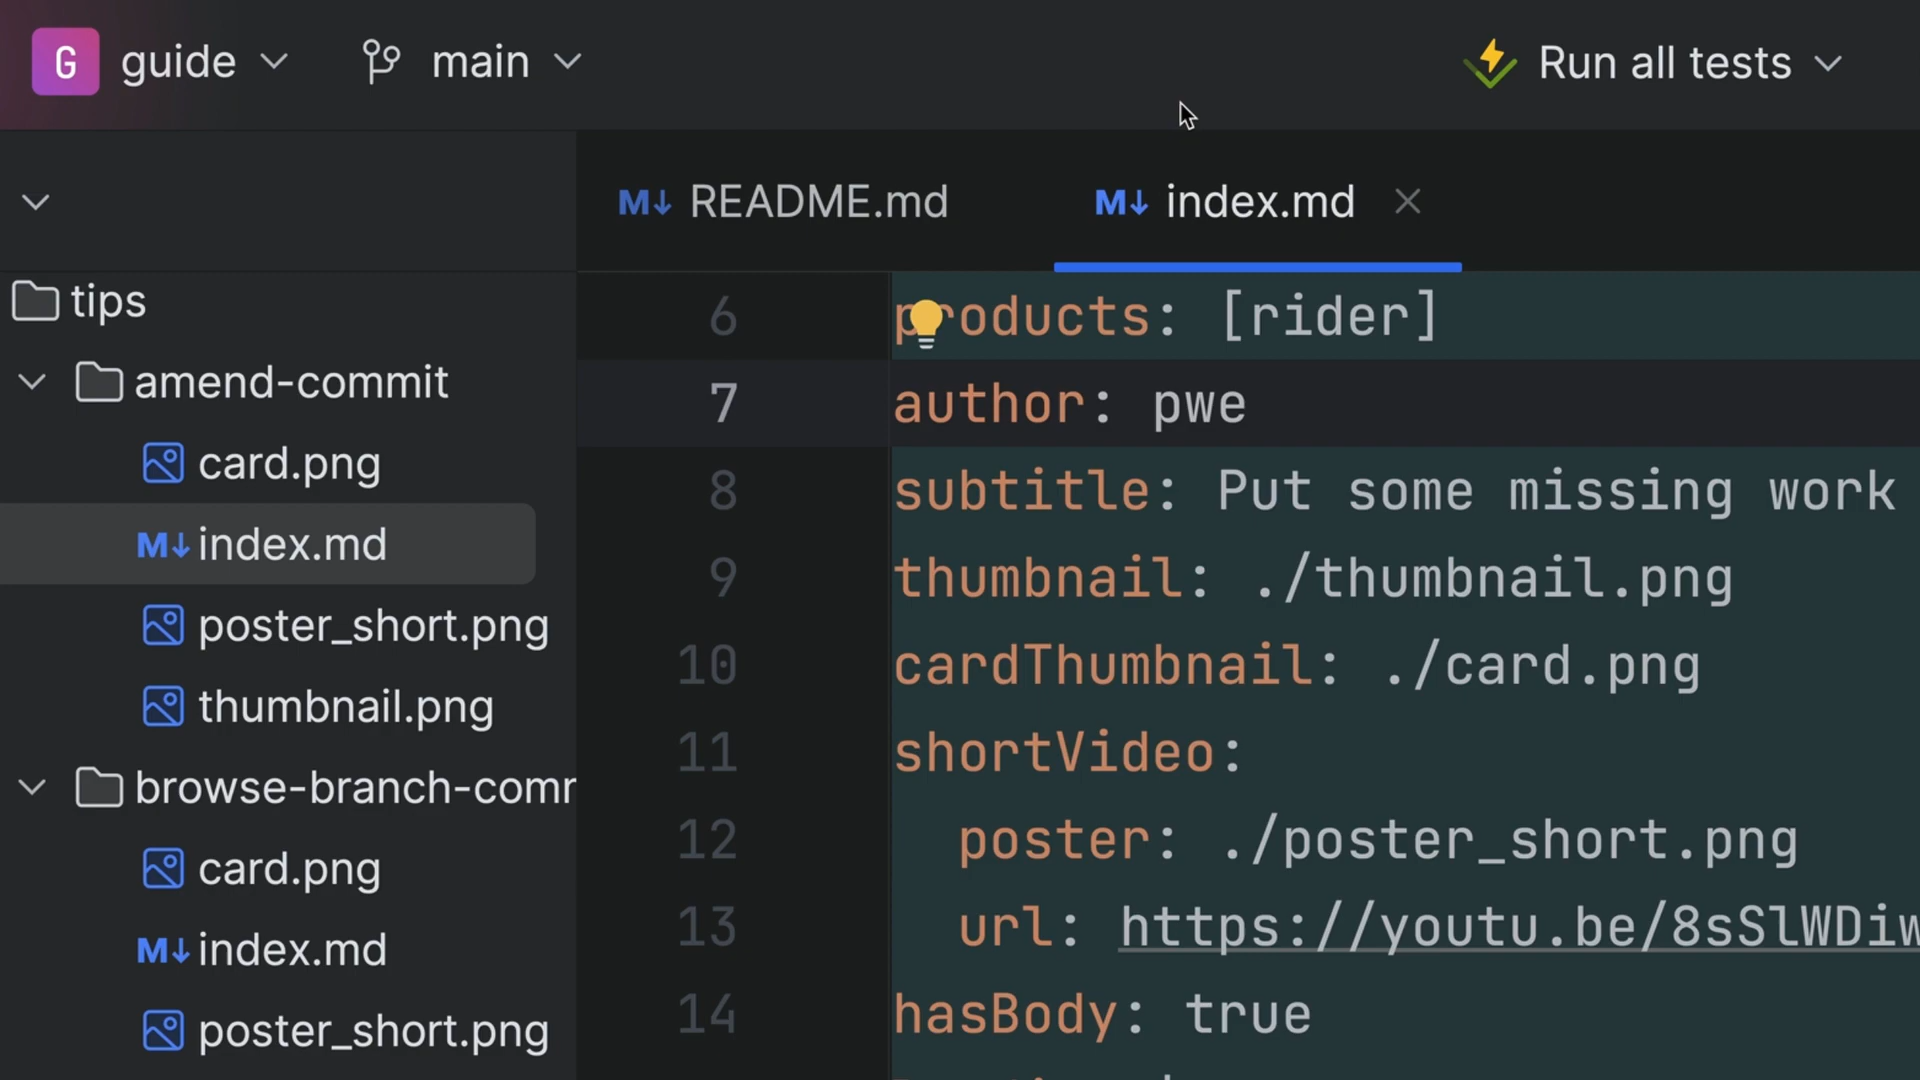 G guide main Run all tests
M↓ README.md M↓ index.md
tips
amend-commit
card.png
M↓ index.md
poster_short.png
thumbnail.png
browse-branch-comm
card.png
M↓ index.md
poster_short.png
6 products: [rider]
7 author: pwe
8 subtitle: Put some missing work
9 thumbnail: ./thumbnail.png
10 cardThumbnail: ./card.png
11 shortVideo:
12 poster: ./poster_short.png
13 url: https://youtu.be/8sSlWDiw
14 hasBody: true